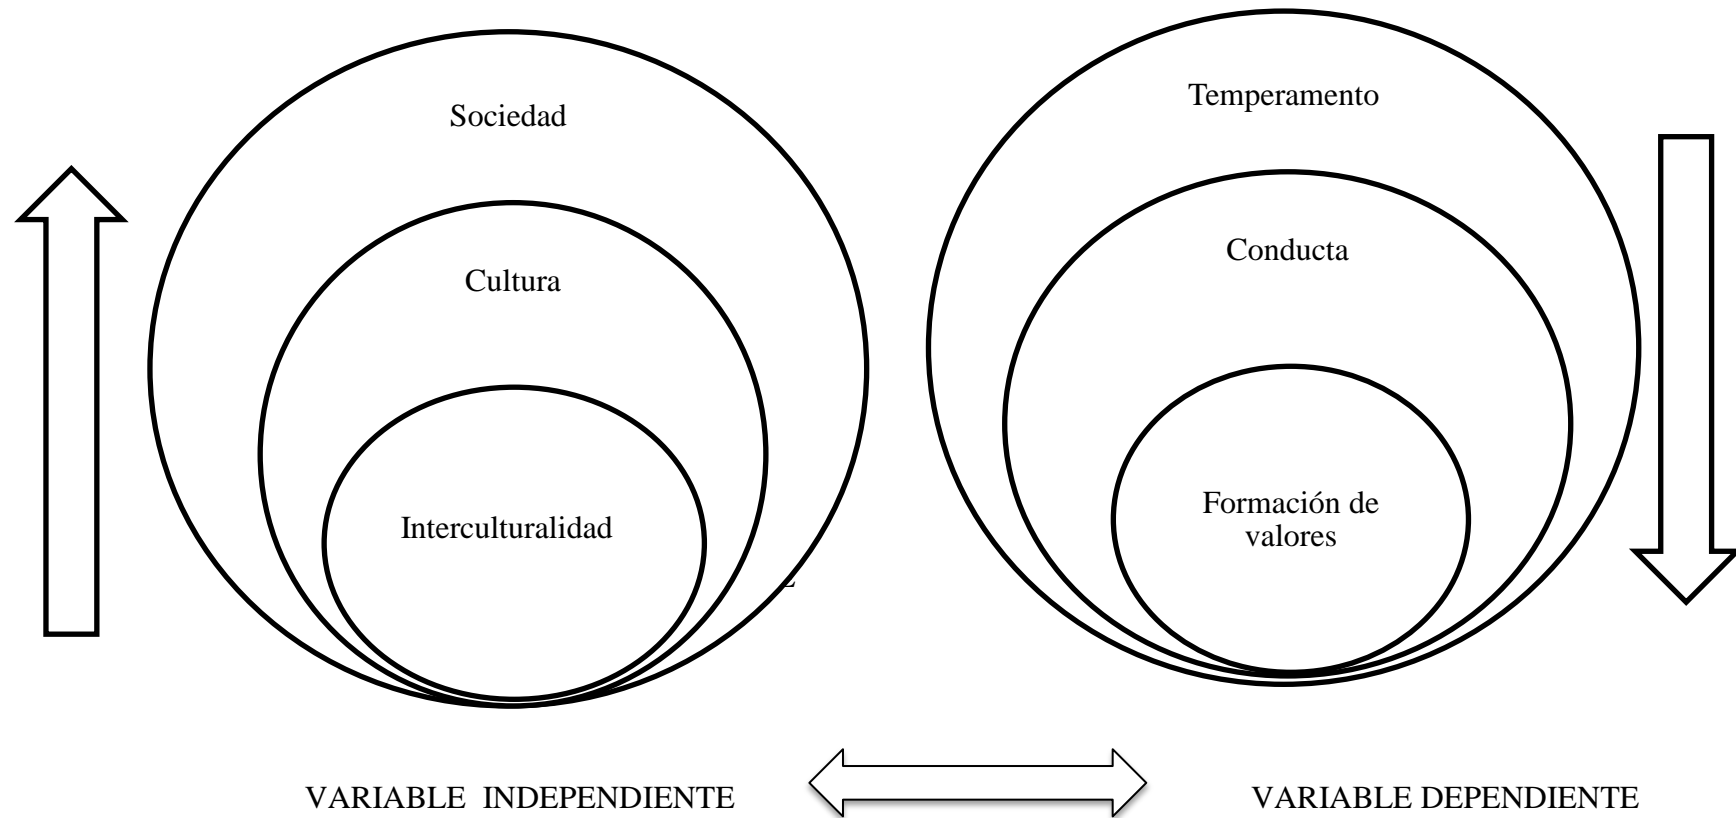 Sociedad
Cultura
Interculturalidad
Temperamento
Conducta
Formación de
valores
VARIABLE  INDEPENDIENTE
VARIABLE DEPENDIENTE